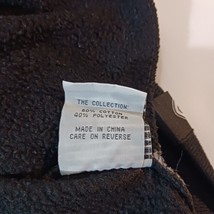 THE COLLECTION
60% COTTON
40% POLYESTER
MADE IN CHINA
CARE ON REVERSE